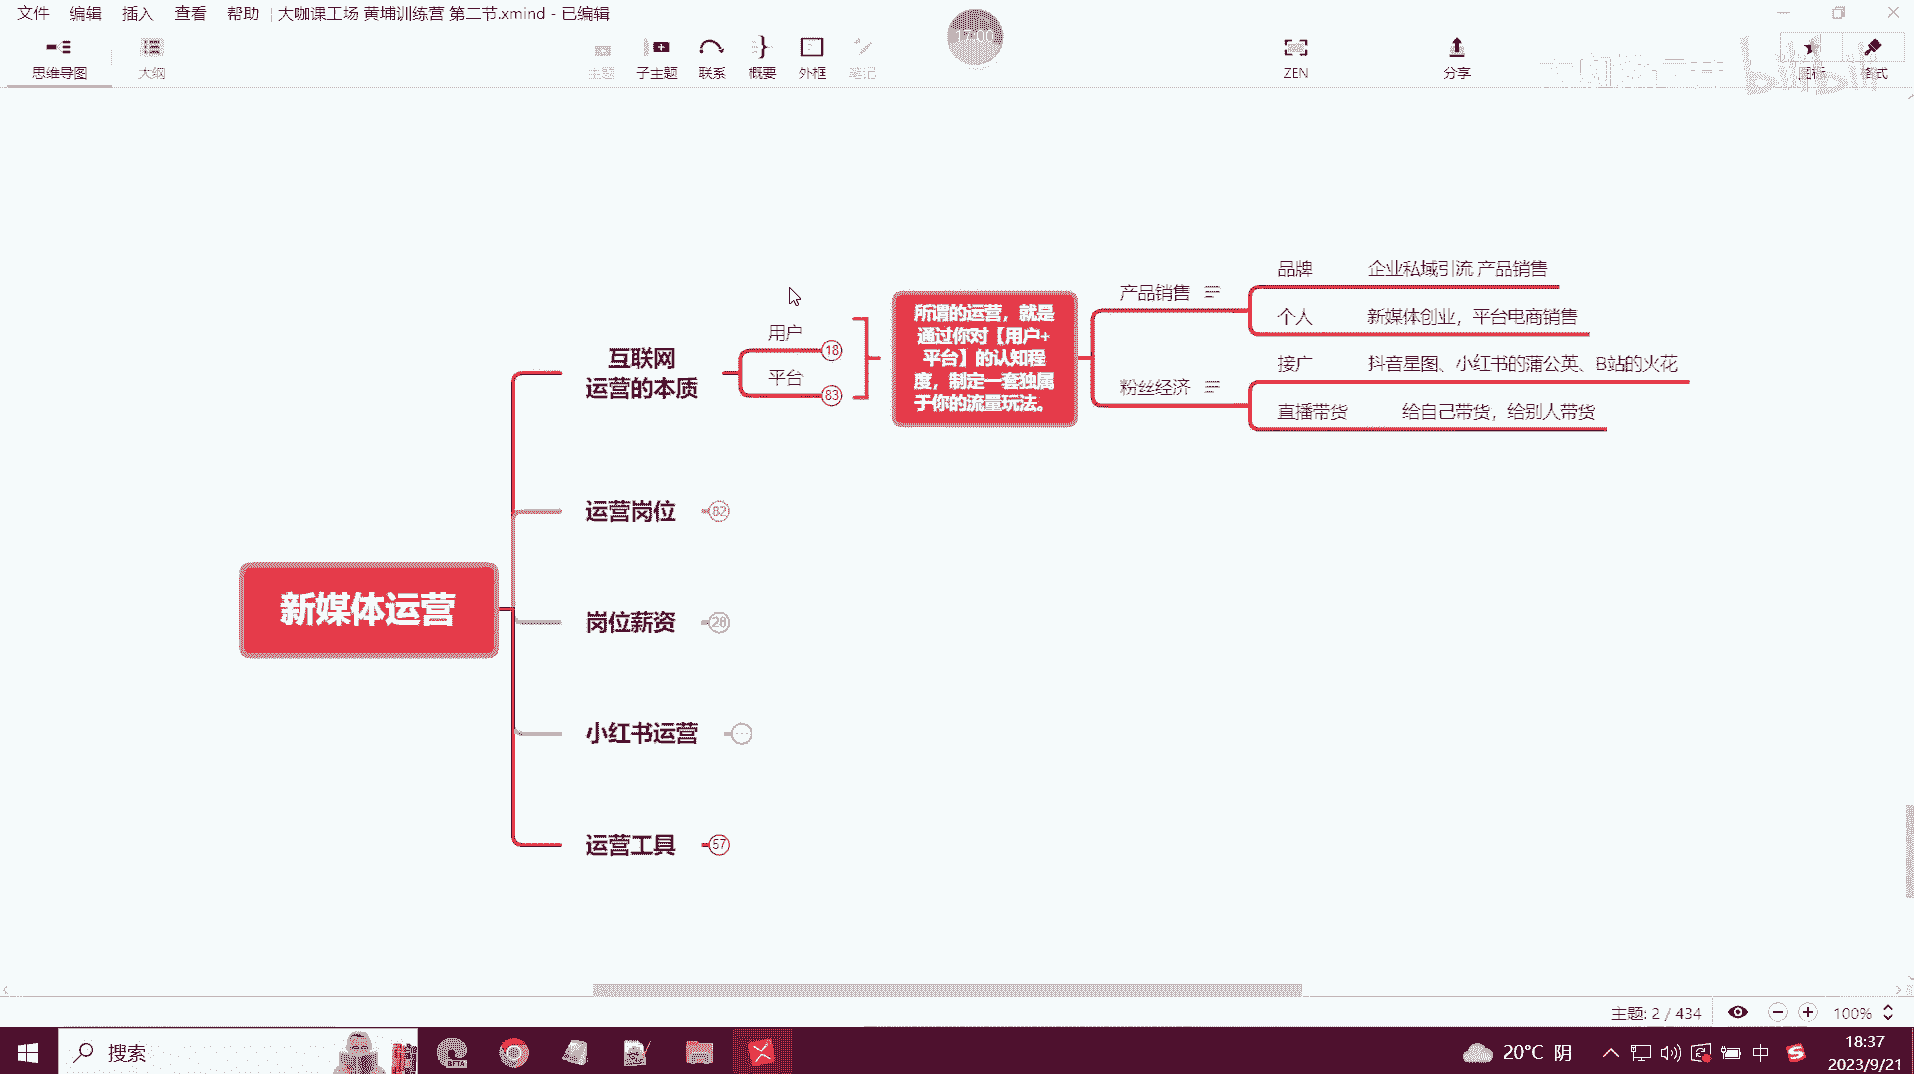 文件 编辑 插入 查看 帮助 大咖课工场 黄埔训练营 第二节.xmind - 已编辑
思维导图 大纲 主题 子主题 联系 概要 外框 笔记 17:00 ZEN 分享 图标 格式
bilibili
品牌 企业私域引流 产品销售
产品销售
个人 新媒体创业，平台电商销售
所谓的运营，就是
通过你对【用户+
平台】的认知程
度，制定一套独属
于你的流量玩法。
用户 18
平台 83
互联网
运营的本质
接广 抖音星图、小红书的蒲公英、B站的火花
粉丝经济
直播带货 给自己带货，给别人带货
运营岗位 82
新媒体运营
岗位薪资 28
小红书运营
运营工具 57
主题: 2 / 434 100%
搜索 BETA 20°C 阴 中 18:37
2023/9/21